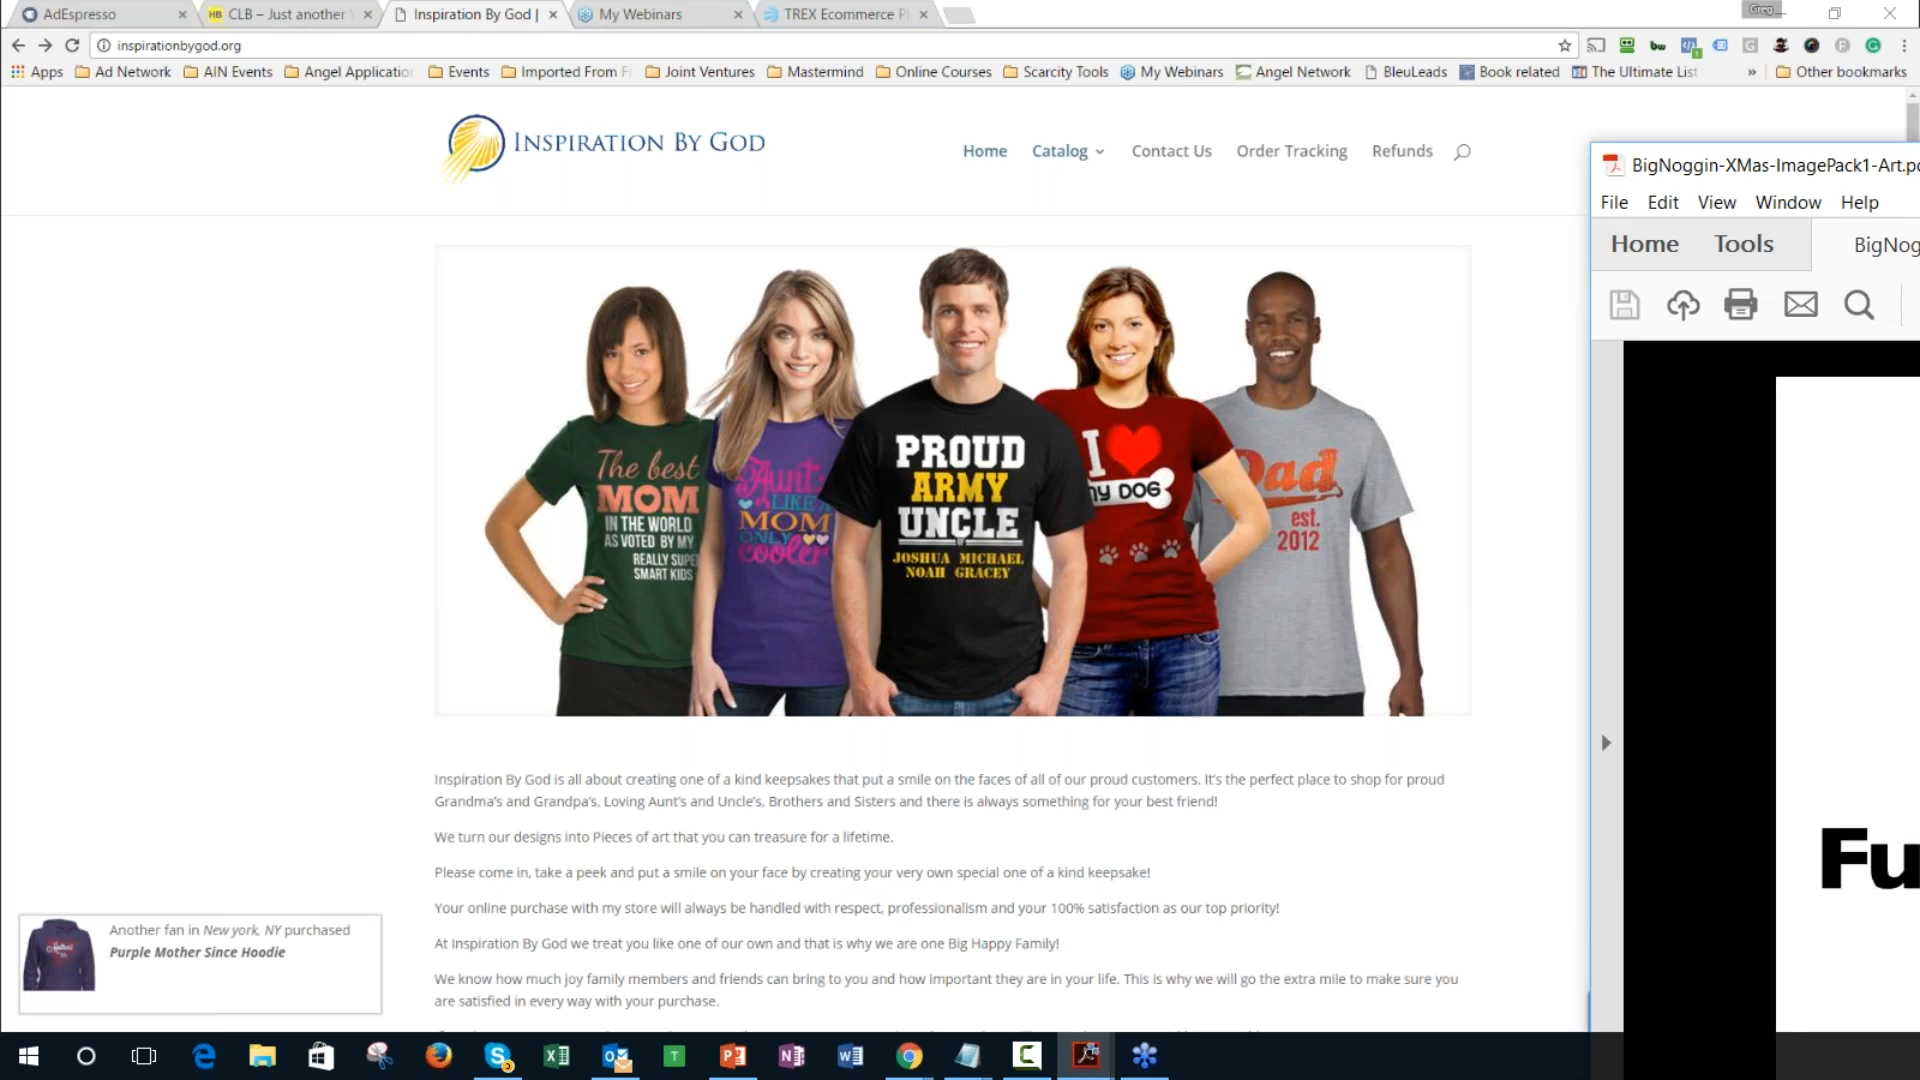 AdEspresso
CLB – Just another
Inspiration By God |
My Webinars
TREX Ecommerce Pl
Greg
inspirationbygod.org
Apps
Ad Network
AIN Events
Angel Application
Events
Imported From F
Joint Ventures
Mastermind
Online Courses
Scarcity Tools
My Webinars
Angel Network
BleuLeads
Book related
The Ultimate List
»
Other bookmarks
INSPIRATION BY GOD
Home
Catalog
Contact Us
Order Tracking
Refunds
BigNoggin-XMas-ImagePack1-Art.pd
File Edit View Window Help
Home
Tools
BigNog
The best
MOM
IN THE WORLD
AS VOTED BY MY
REALLY SUPE
SMART KIDS
Aunt
LIKE A
MOM
ONLY
cooler
PROUD
ARMY
UNCLE
OF
JOSHUA MICHAEL
NOAH GRACEY
I
MY DOG
Dad
est.
2012
Inspiration By God is all about creating one of a kind keepsakes that put a smile on the faces of all of our proud customers. It's the perfect place to shop for proud
Grandma's and Grandpa's, Loving Aunt's and Uncle's, Brothers and Sisters and there is always something for your best friend!
We turn our designs into Pieces of art that you can treasure for a lifetime.
Please come in, take a peek and put a smile on your face by creating your very own special one of a kind keepsake!
Your online purchase with my store will always be handled with respect, professionalism and your 100% satisfaction as our top priority!
At Inspiration By God we treat you like one of our own and that is why we are one Big Happy Family!
We know how much joy family members and friends can bring to you and how important they are in your life. This is why we will go the extra mile to make sure you
are satisfied in every way with your purchase.
Another fan in New york, NY purchased
Purple Mother Since Hoodie
Fu